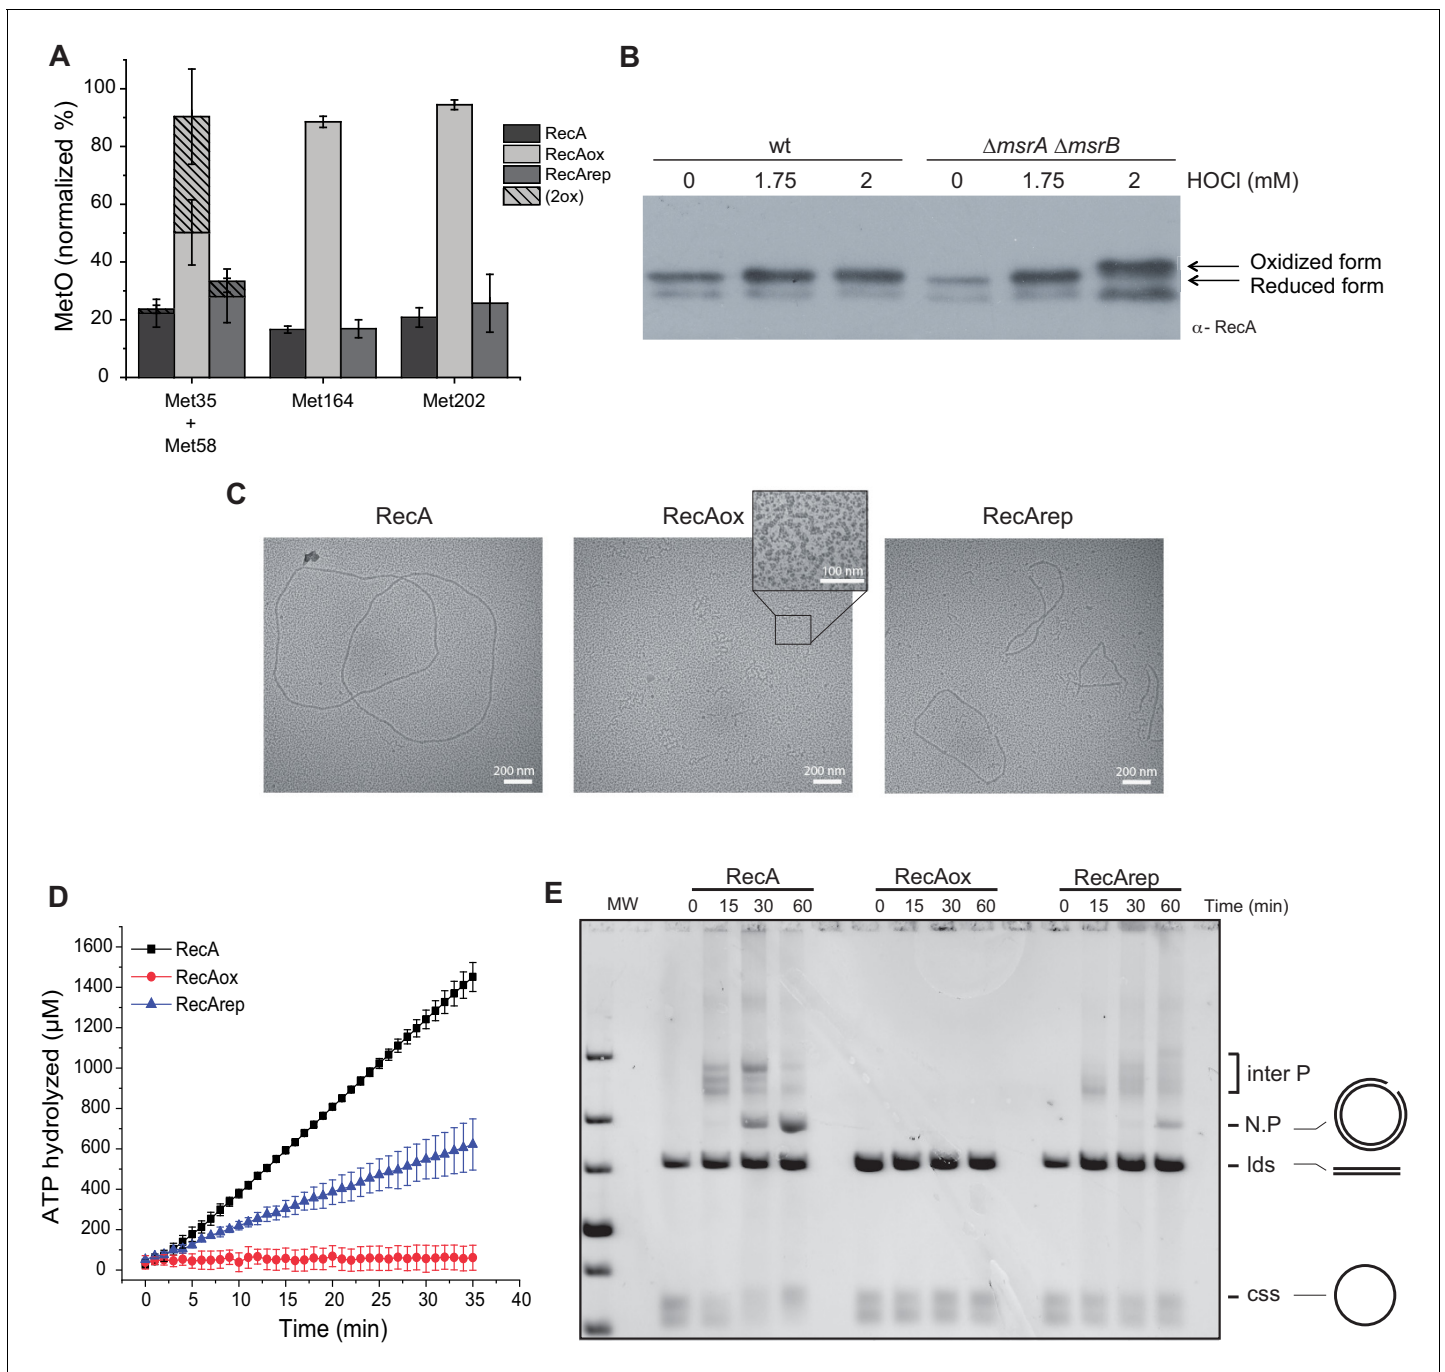 A
MetO (normalized %)
100
80
60
40
20
0
Met35
+
Met58
Met164
Met202
RecA
RecAox
RecArep
(2ox)
B
wt
ΔmsrA ΔmsrB
0 1.75 2 0 1.75 2 HOCl (mM)
Oxidized form
Reduced form
α- RecA
C
RecA
RecAox
RecArep
100 nm
200 nm
200 nm
200 nm
D
ATP hydrolyzed (µM)
1600
1400
1200
1000
800
600
400
200
0
RecA
RecAox
RecArep
0 5 10 15 20 25 30 35 40
Time (min)
E
RecA RecAox RecArep
MW 0 15 30 60 0 15 30 60 0 15 30 60 Time (min)
inter P
N.P
lds
css